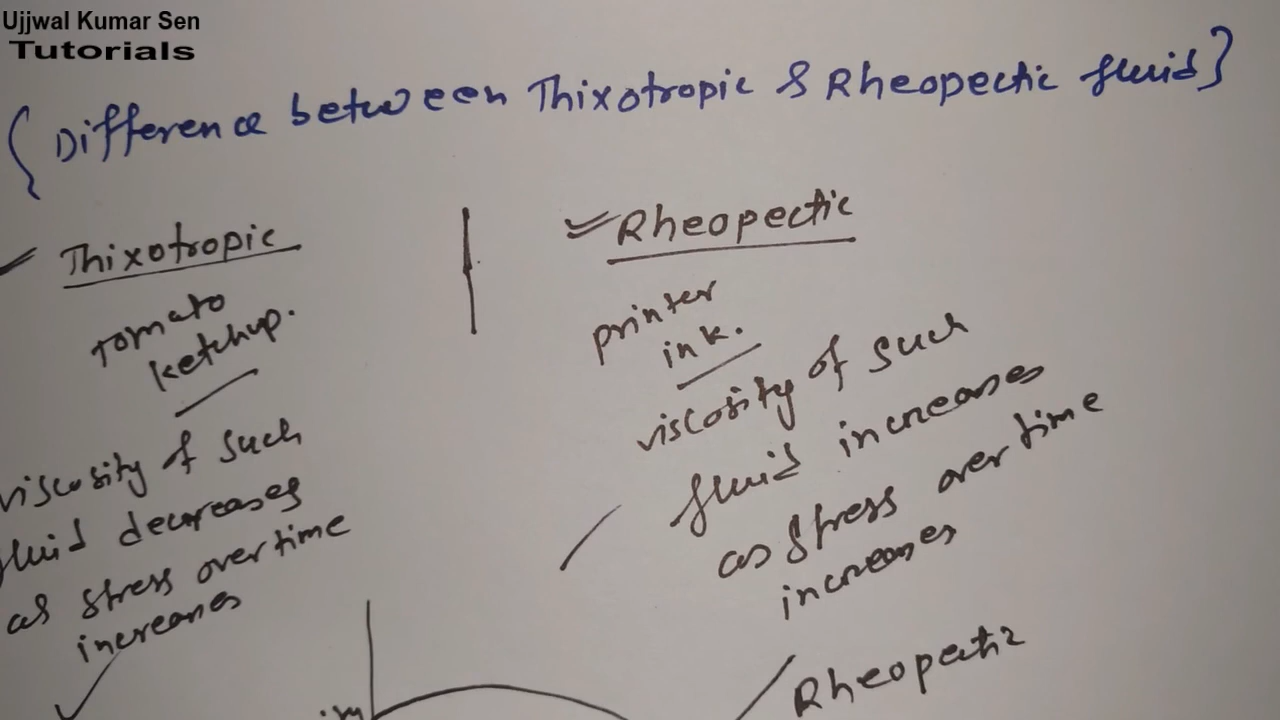 Ujjwal Kumar Sen
Tutorials
{Difference between Thixotropic & Rheopectic fluid}
Thixotropic
tomato
ketchup.
viscosity of such
fluid decreases
as stress over time
increases
Rheopectic
printer
ink.
viscosity of such
fluid increases
as stress over time
increases
Rheopectic